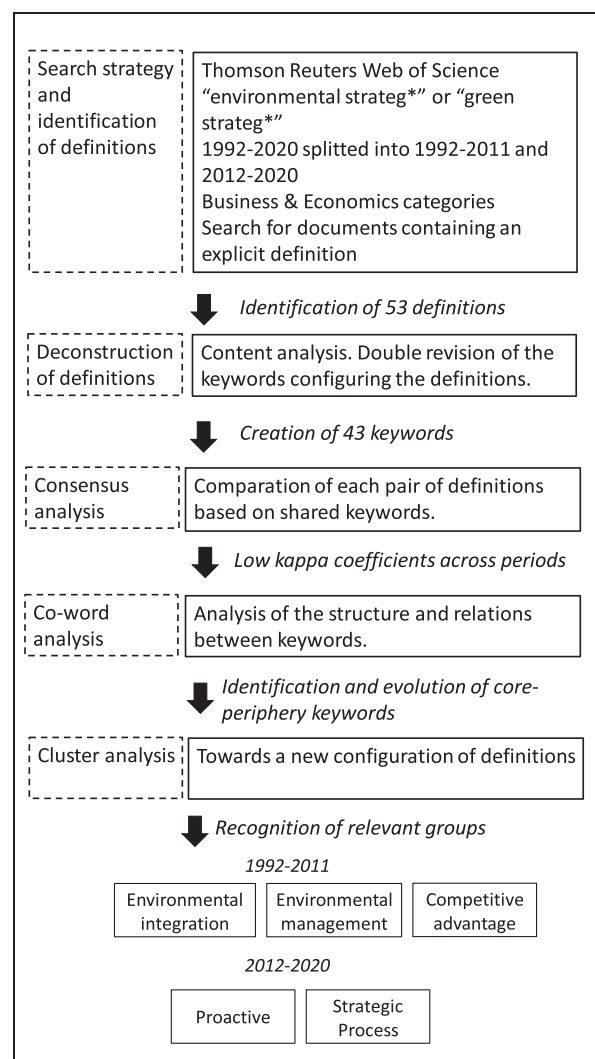 Search strategy
and
identification
of definitions
Thomson Reuters Web of Science
“environmental strateg*” or “green
strateg*”
1992-2020 splitted into 1992-2011 and
2012-2020
Business & Economics categories
Search for documents containing an
explicit definition
Identification of 53 definitions
Deconstruction
of definitions
Content analysis. Double revision of the
keywords configuring the definitions.
Creation of 43 keywords
Consensus
analysis
Comparation of each pair of definitions
based on shared keywords.
Low kappa coefficients across periods
Co-word
analysis
Analysis of the structure and relations
between keywords.
Identification and evolution of core-
periphery keywords
Cluster analysis
Towards a new configuration of definitions
Recognition of relevant groups
1992-2011
Environmental
integration
Environmental
management
Competitive
advantage
2012-2020
Proactive
Strategic
Process